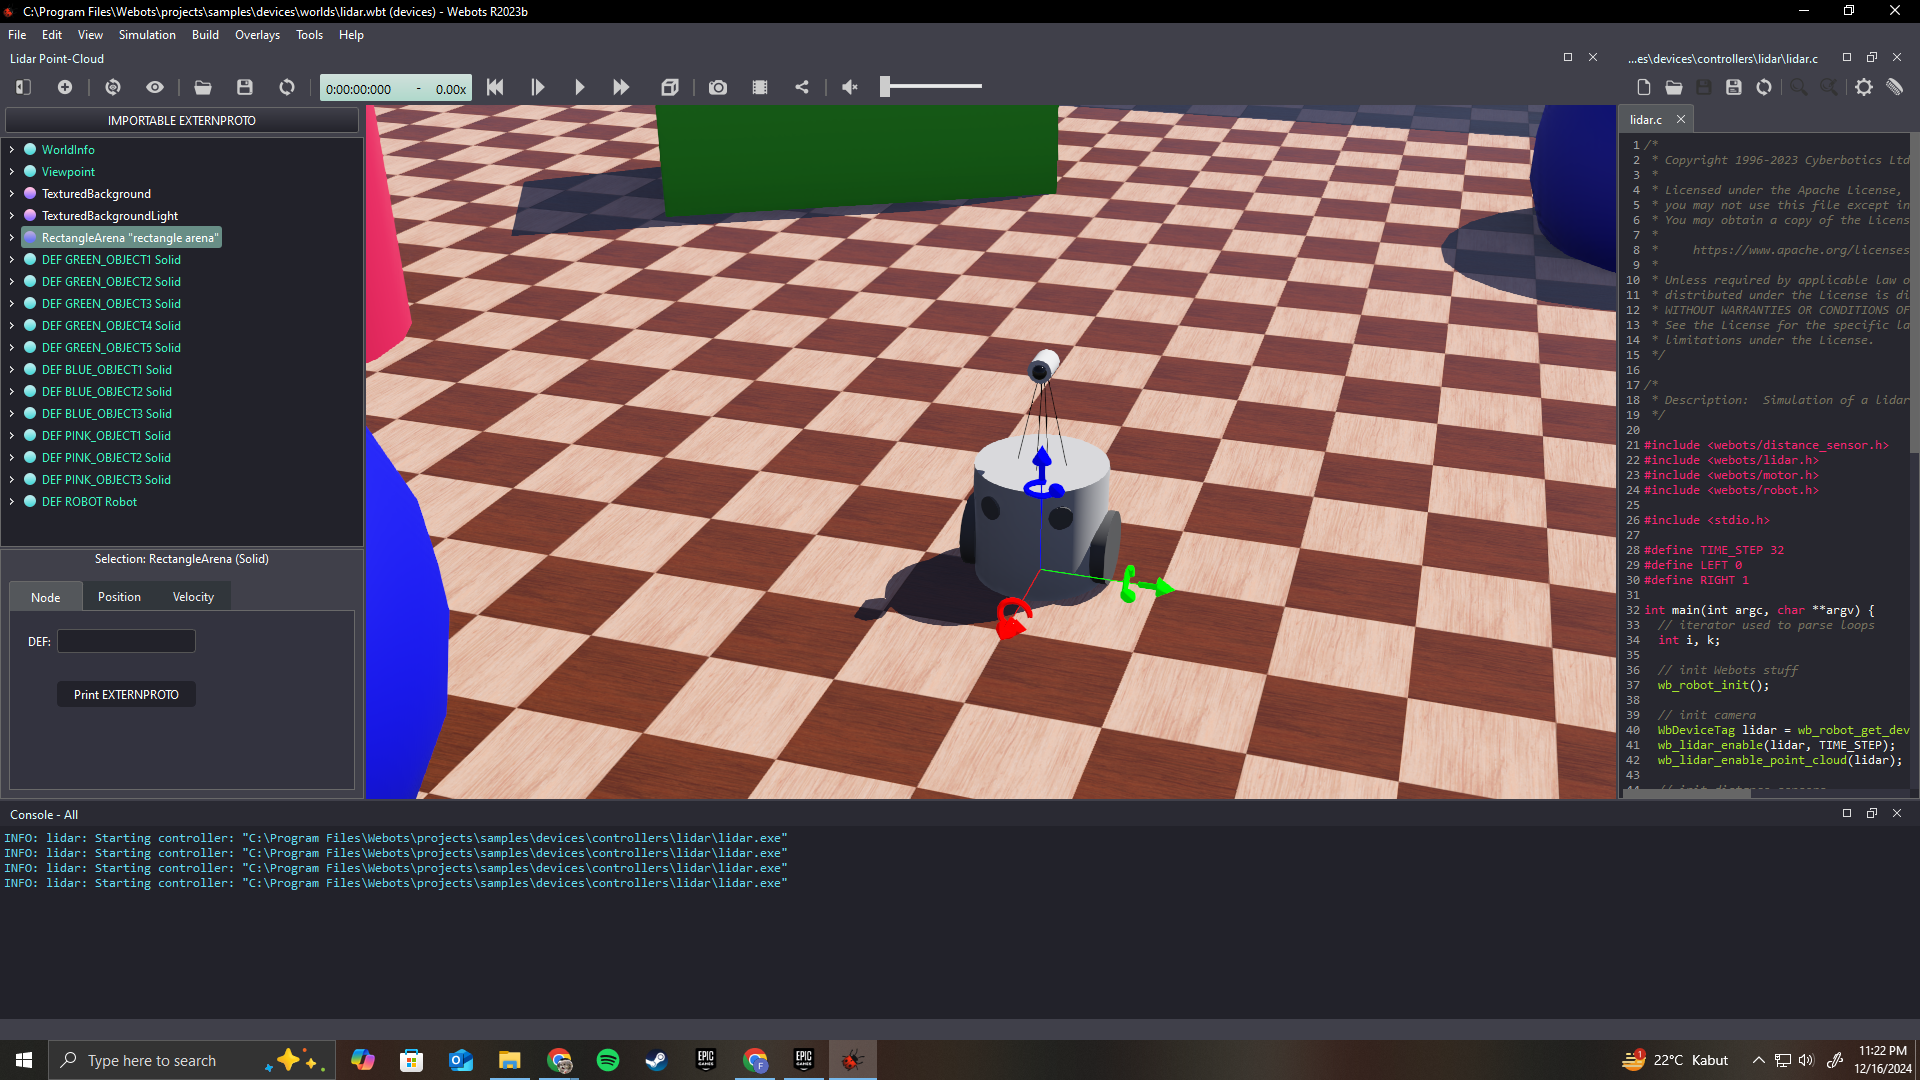 C:\Program Files\Webots\projects\samples\devices\worlds\lidar.wbt (devices) - Webots R2023b
File Edit View Simulation Build Overlays Tools Help
Lidar Point-Cloud
...es\devices\controllers\lidar\lidar.c
0:00:00:000 - 0.00x
IMPORTABLE EXTERNPROTO
WorldInfo
Viewpoint
TexturedBackground
TexturedBackgroundLight
RectangleArena "rectangle arena"
DEF GREEN_OBJECT1 Solid
DEF GREEN_OBJECT2 Solid
DEF GREEN_OBJECT3 Solid
DEF GREEN_OBJECT4 Solid
DEF GREEN_OBJECT5 Solid
DEF BLUE_OBJECT1 Solid
DEF BLUE_OBJECT2 Solid
DEF BLUE_OBJECT3 Solid
DEF PINK_OBJECT1 Solid
DEF PINK_OBJECT2 Solid
DEF PINK_OBJECT3 Solid
DEF ROBOT Robot
Selection: RectangleArena (Solid)
Node Position Velocity
DEF:
Print EXTERNPROTO
lidar.c
1 /*
2 * Copyright 1996-2023 Cyberbotics Ltd
3 *
4 * Licensed under the Apache License,
5 * you may not use this file except in
6 * You may obtain a copy of the Licens
7 *
8 * https://www.apache.org/licenses
9 *
10 * Unless required by applicable law o
11 * distributed under the License is di
12 * WITHOUT WARRANTIES OR CONDITIONS OF
13 * See the License for the specific la
14 * limitations under the License.
15 */
16
17 /*
18 * Description: Simulation of a lidar
19 */
20
21 #include <webots/distance_sensor.h>
22 #include <webots/lidar.h>
23 #include <webots/motor.h>
24 #include <webots/robot.h>
25
26 #include <stdio.h>
27
28 #define TIME_STEP 32
29 #define LEFT 0
30 #define RIGHT 1
31
32 int main(int argc, char **argv) {
33 // iterator used to parse loops
34 int i, k;
35
36 // init Webots stuff
37 wb_robot_init();
38
39 // init camera
40 WbDeviceTag lidar = wb_robot_get_dev
41 wb_lidar_enable(lidar, TIME_STEP);
42 wb_lidar_enable_point_cloud(lidar);
43
Console - All
INFO: lidar: Starting controller: "C:\Program Files\Webots\projects\samples\devices\controllers\lidar\lidar.exe"
INFO: lidar: Starting controller: "C:\Program Files\Webots\projects\samples\devices\controllers\lidar\lidar.exe"
INFO: lidar: Starting controller: "C:\Program Files\Webots\projects\samples\devices\controllers\lidar\lidar.exe"
INFO: lidar: Starting controller: "C:\Program Files\Webots\projects\samples\devices\controllers\lidar\lidar.exe"
Type here to search
EPIC GAMES
F
EPIC GAMES
1
22°C Kabut
11:22 PM
12/16/2024